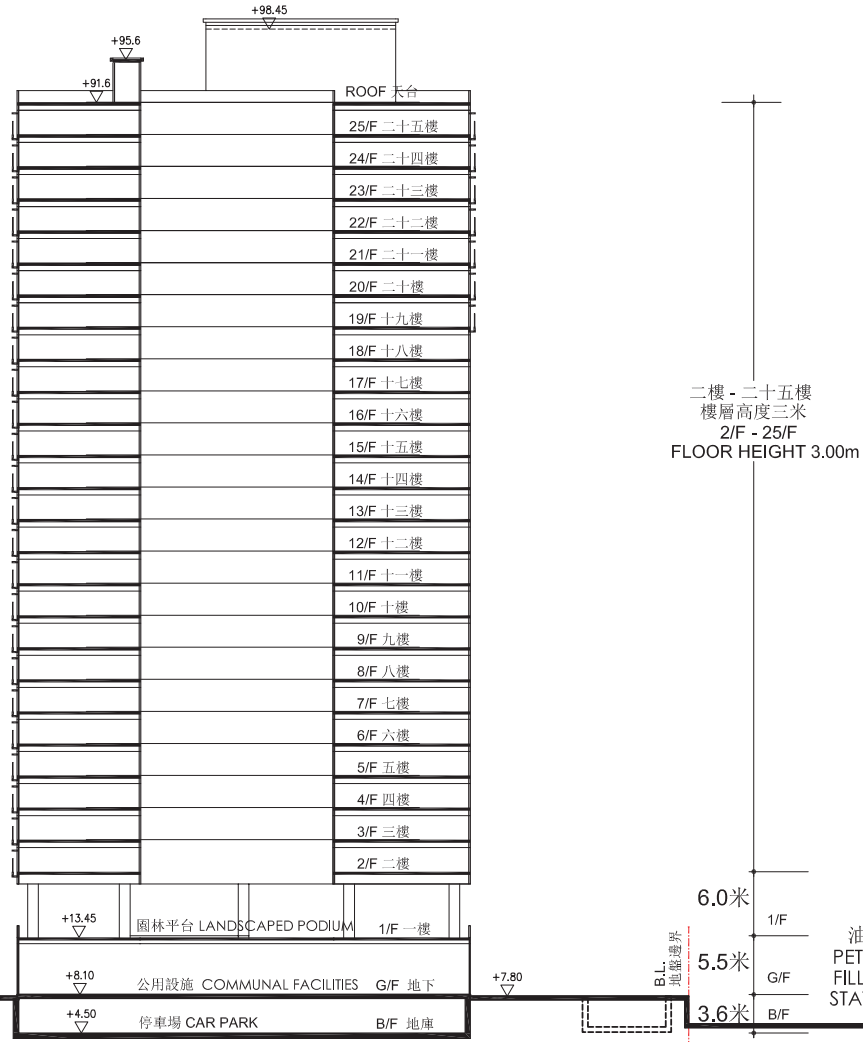 +98.45
+95.6
+91.6
ROOF 天台
25/F 二十五樓
24/F 二十四樓
23/F 二十三樓
22/F 二十二樓
21/F 二十一樓
20/F 二十樓
19/F 十九樓
18/F 十八樓
17/F 十七樓
16/F 十六樓
15/F 十五樓
14/F 十四樓
13/F 十三樓
12/F 十二樓
11/F 十一樓
10/F 十樓
9/F 九樓
8/F 八樓
7/F 七樓
6/F 六樓
5/F 五樓
4/F 四樓
3/F 三樓
2/F 二樓
二樓 - 二十五樓
樓層高度三米
2/F - 25/F
FLOOR HEIGHT 3.00m
+13.45 園林平台 LANDSCAPED PODIUM 1/F 一樓
+8.10 公用設施 COMMUNAL FACILITIES G/F 地下
+7.80
+4.50 停車場 CAR PARK B/F 地庫
B.L.
地盤邊界
6.0米 1/F
5.5米 G/F
3.6米 B/F
油
PET
FILL
STA